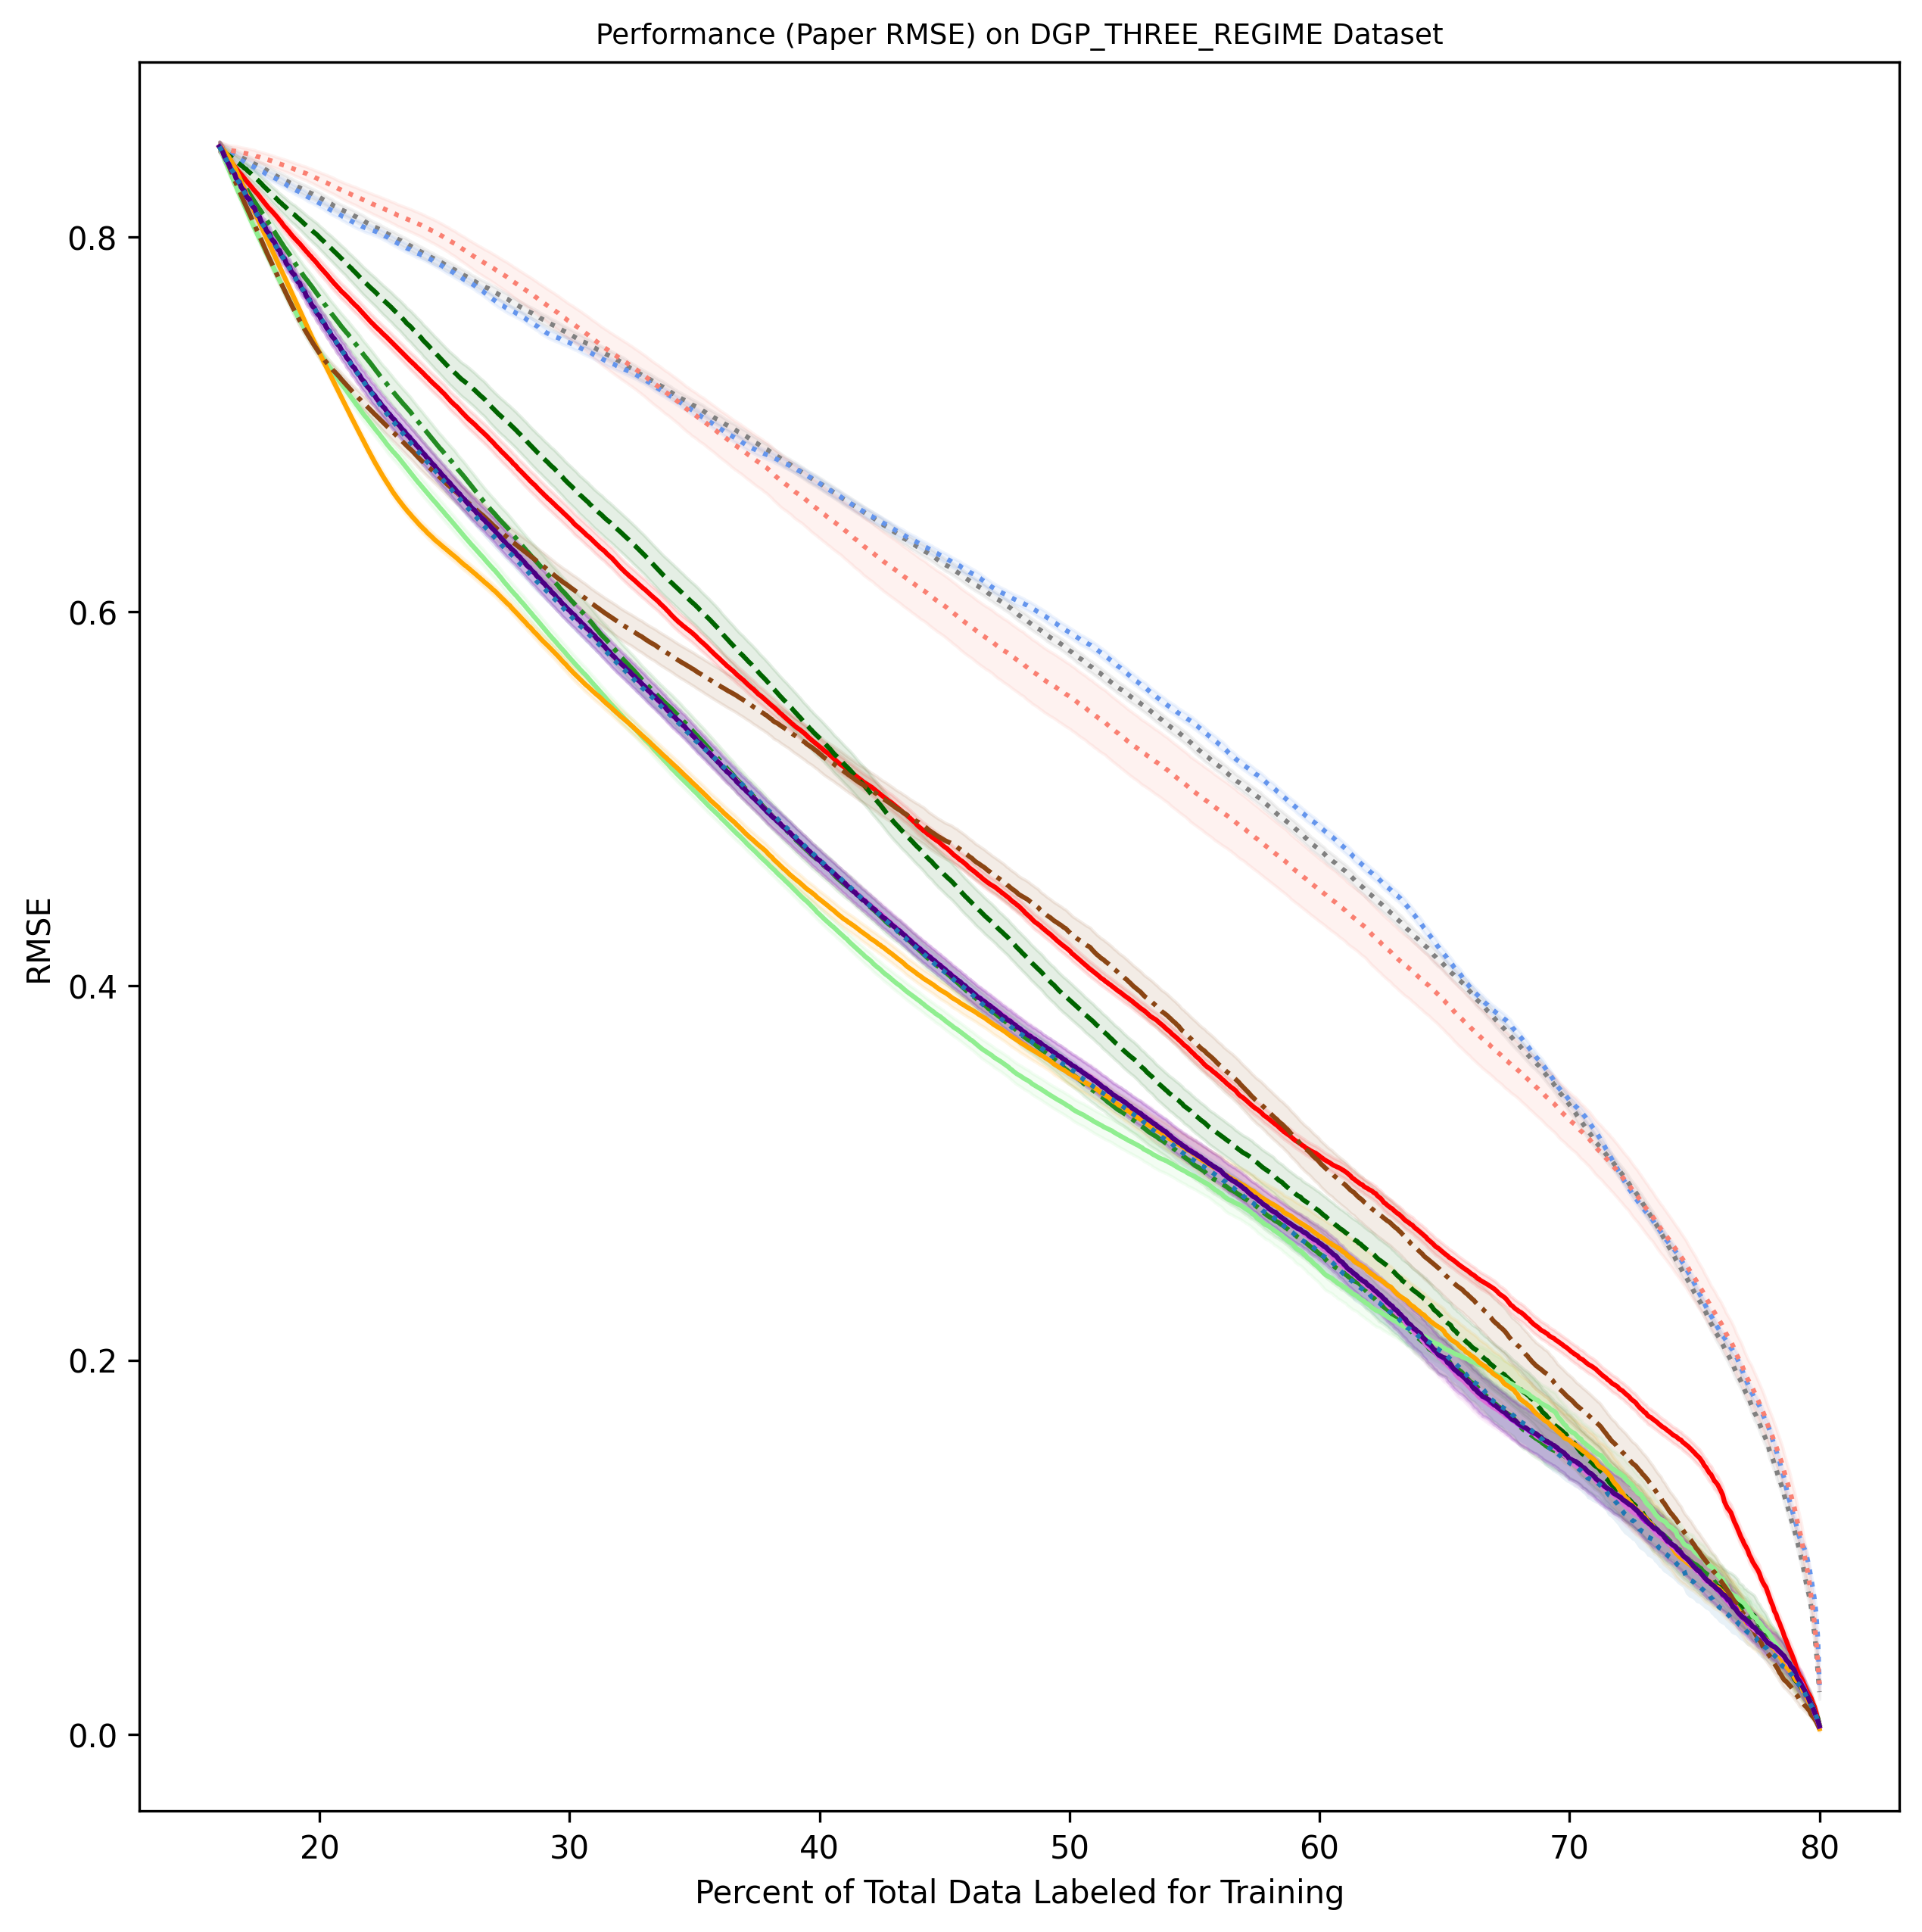 Performance (Paper RMSE) on DGP_THREE_REGIME Dataset
0.8
0.6
0.4
0.2
0.0
RMSE
20 30 40 50 60 70 80
Percent of Total Data Labeled for Training